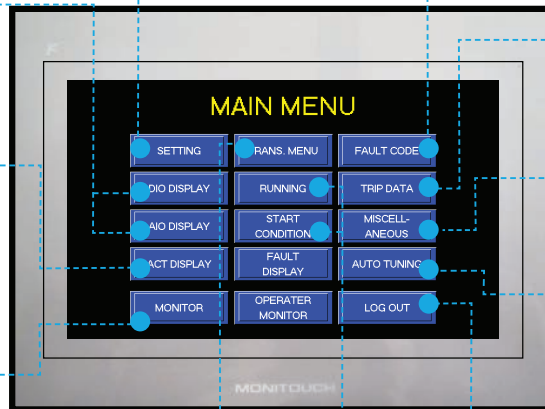 MAIN MENU
SETTING
RANS. MENU
FAULT CODE
DIO DISPLAY
RUNNING
TRIP DATA
AIO DISPLAY
START
CONDITION
MISCELL-
ANEOUS
ACT DISPLAY
FAULT
DISPLAY
AUTO TUNING
MONITOR
OPERATER
MONITOR
LOG OUT
MONITOUCH